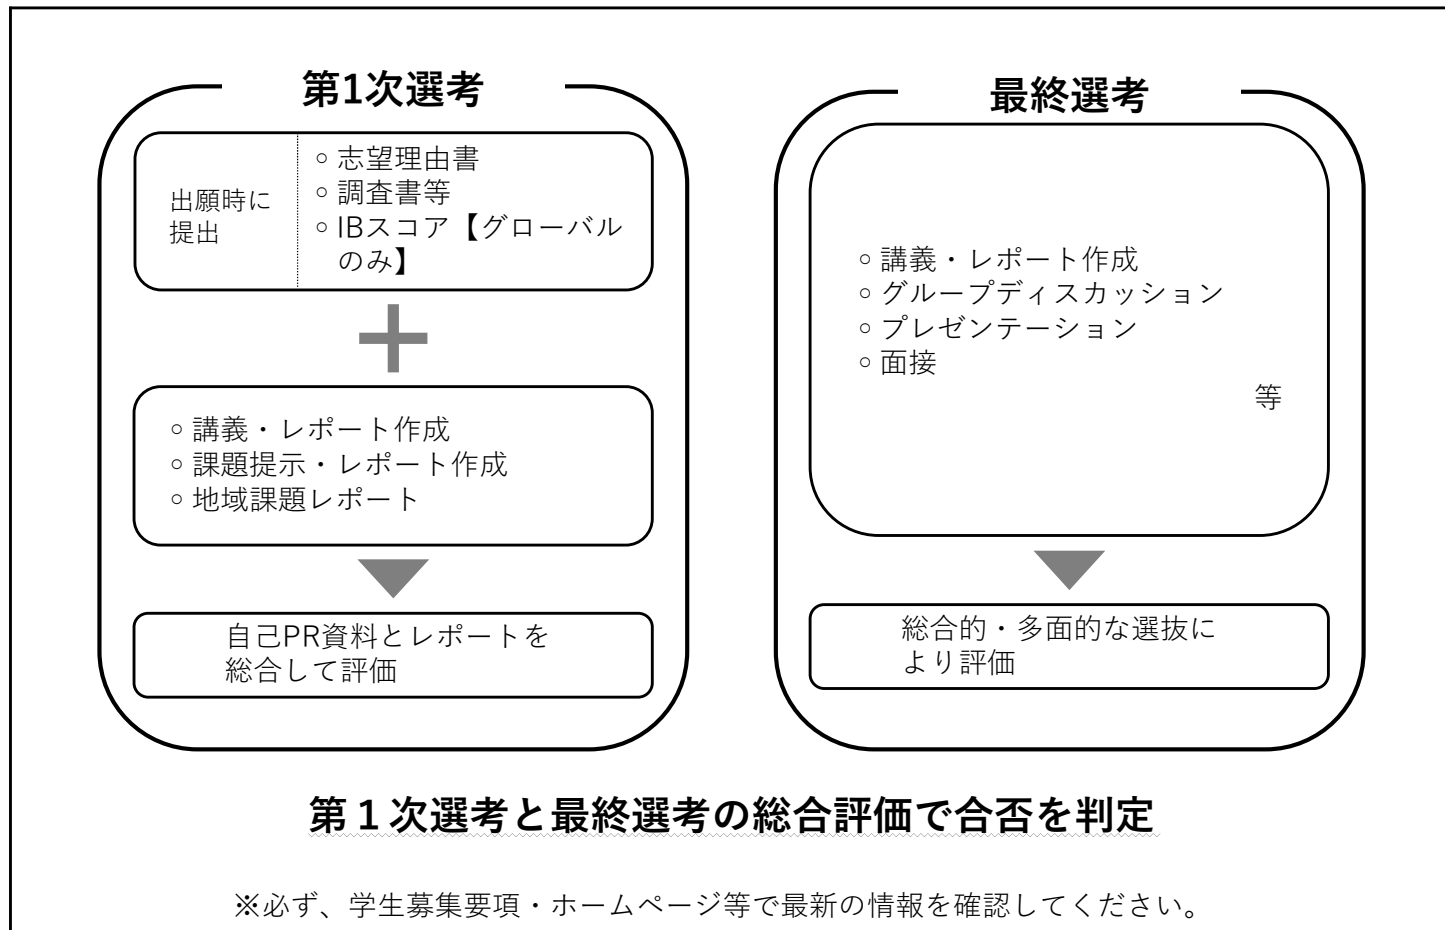 第1次選考
出願時に
提出
◦ 志望理由書
◦ 調査書等
◦ IBスコア【グローバル
のみ】
◦ 講義・レポート作成
◦ 課題提示・レポート作成
◦ 地域課題レポート
自己PR資料とレポートを
総合して評価
最終選考
◦ 講義・レポート作成
◦ グループディスカッション
◦ プレゼンテーション
◦ 面接
等
総合的・多面的な選抜に
より評価
第１次選考と最終選考の総合評価で合否を判定
※必ず、学生募集要項・ホームページ等で最新の情報を確認してください。